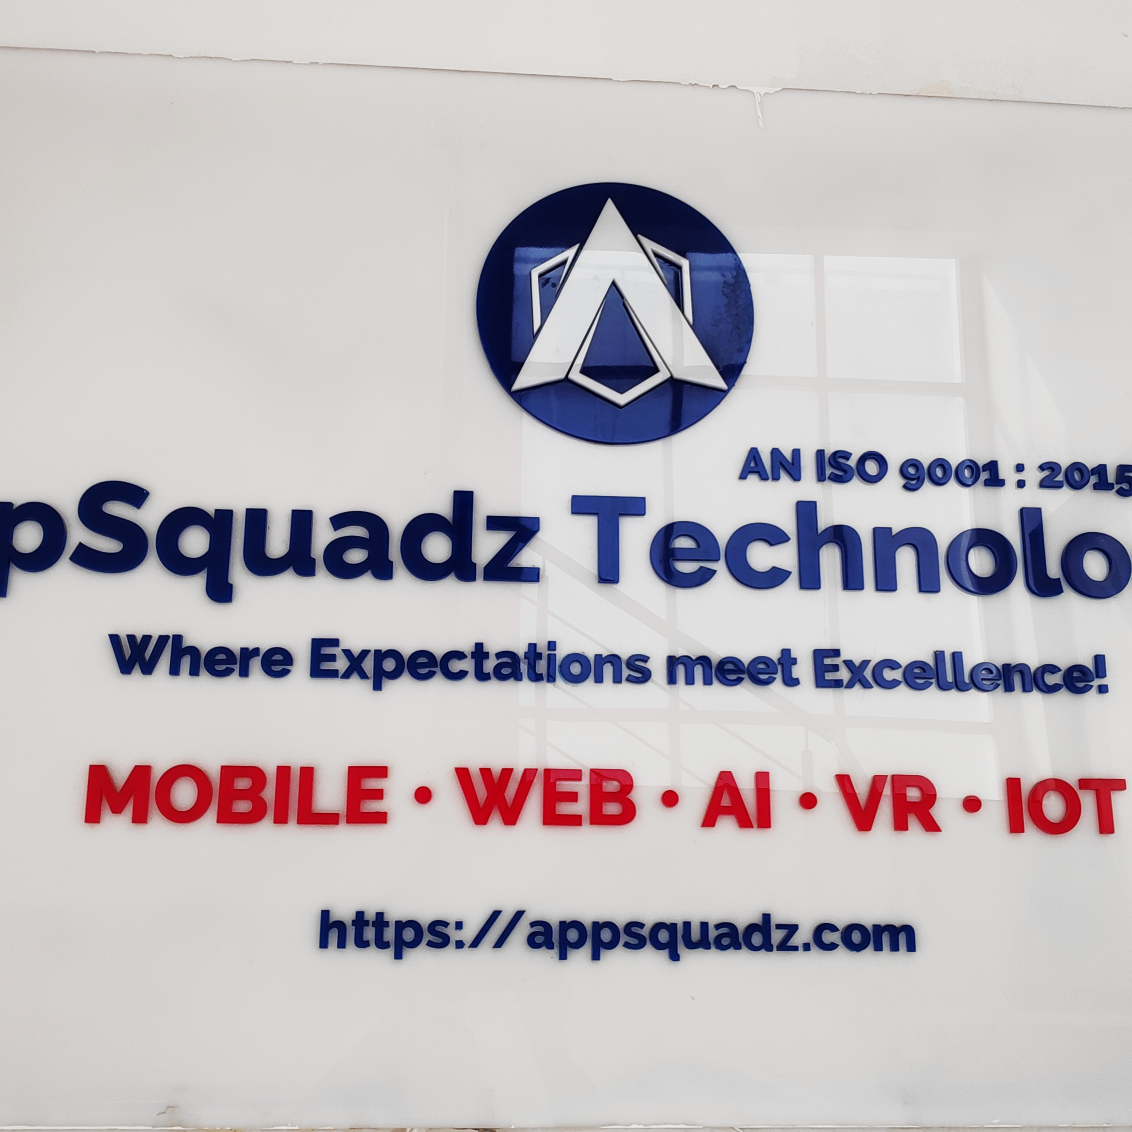 AN ISO 9001 : 2015
pSquadz Technolo
Where Expectations meet Excellence!
MOBILE • WEB • AI • VR • IOT
https://appsquadz.com